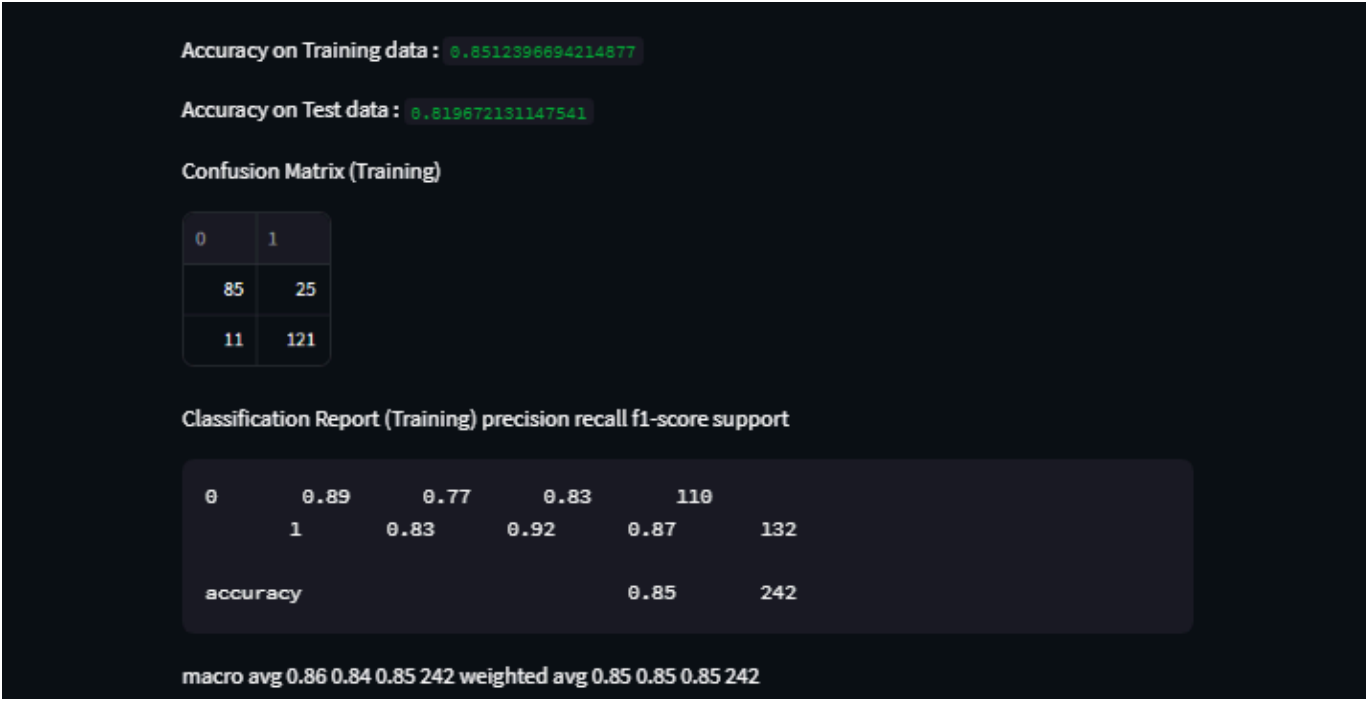 Accuracy on Training data : 0.8512396694214877
Accuracy on Test data : 0.819672131147541
Confusion Matrix (Training)
0 1
85 25
11 121
Classification Report (Training) precision recall f1-score support
0 0.89 0.77 0.83 110
1 0.83 0.92 0.87 132
accuracy 0.85 242
macro avg 0.86 0.84 0.85 242 weighted avg 0.85 0.85 0.85 242